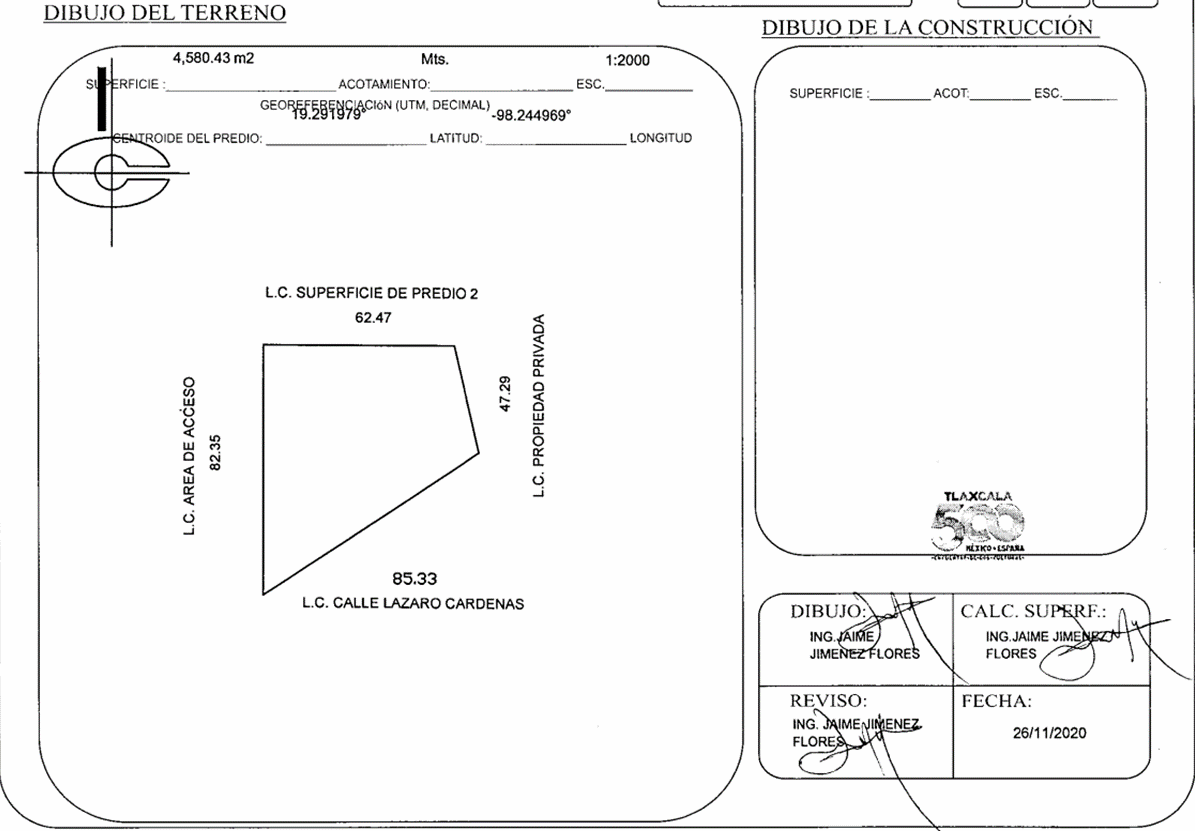 DIBUJO DEL TERRENO
4,580.43 m2 Mts. 1:2000
SUPERFICIE : ACOTAMIENTO: ESC.
GEOREFERENCIACIóN (UTM, DECIMAL)
19.291979° -98.244969°
CENTROIDE DEL PREDIO: LATITUD: LONGITUD
L.C. SUPERFICIE DE PREDIO 2
62.47
L.C. AREA DE ACCESO
82.35
47.29
L.C. PROPIEDAD PRIVADA
85.33
L.C. CALLE LAZARO CARDENAS
DIBUJO DE LA CONSTRUCCIÓN
SUPERFICIE : ACOT: ESC.
TLAXCALA
500
MÉXICO • ESPAÑA
DIBUJO:
ING.JAIME
JIMENEZ FLORES
CALC. SUPERF.:
ING.JAIME JIMENEZ
FLORES
REVISO:
ING. JAIME JIMENEZ
FLORES
FECHA:
26/11/2020